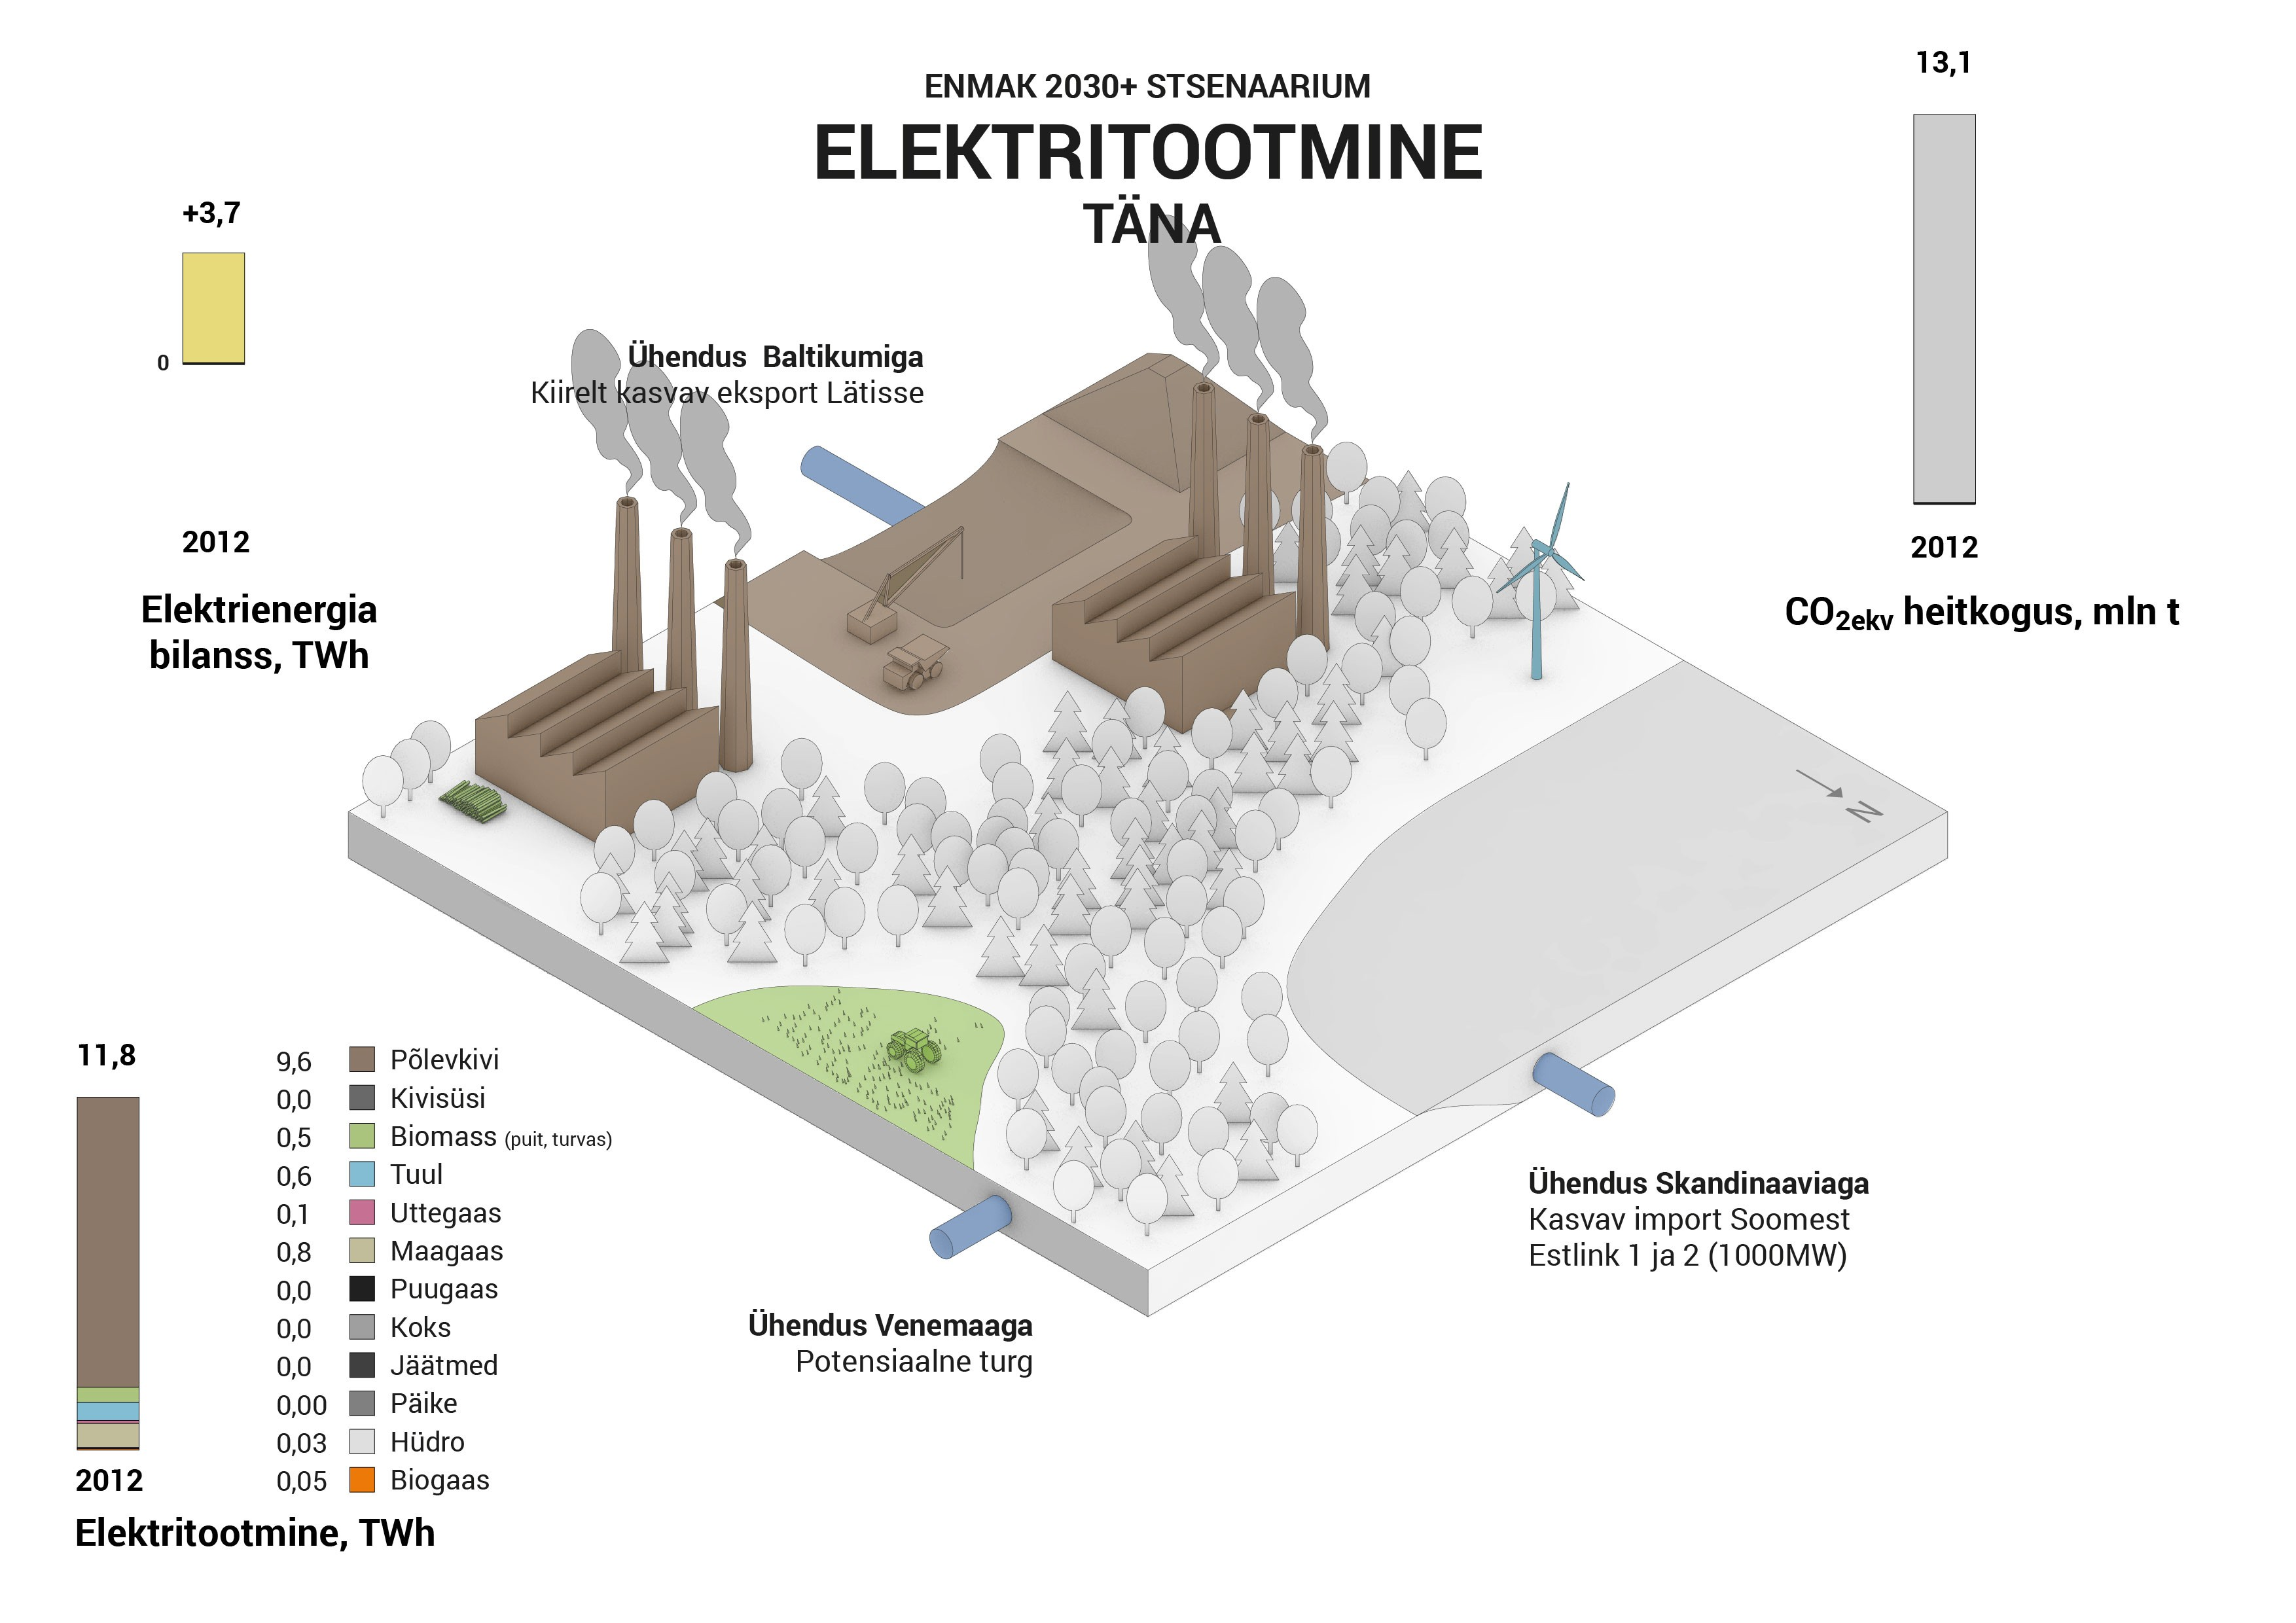 ENMAK 2030+ STSENAARIUM
ELEKTRITOOTMINE
TÄNA
+3,7
0
2012
Elektrienergia
bilanss, TWh
13,1
2012
CO2ekv heitkogus, mln t
Ühendus Baltikumiga
Kiirelt kasvav eksport Lätisse
N
11,8
2012
Elektritootmine, TWh
9,6 Põlevkivi
0,0 Kivisüsi
0,5 Biomass (puit, turvas)
0,6 Tuul
0,1 Uttegaas
0,8 Maagaas
0,0 Puugaas
0,0 Koks
0,0 Jäätmed
0,00 Päike
0,03 Hüdro
0,05 Biogaas
Ühendus Venemaaga
Potensiaalne turg
Ühendus Skandinaaviaga
Kasvav import Soomest
Estlink 1 ja 2 (1000MW)